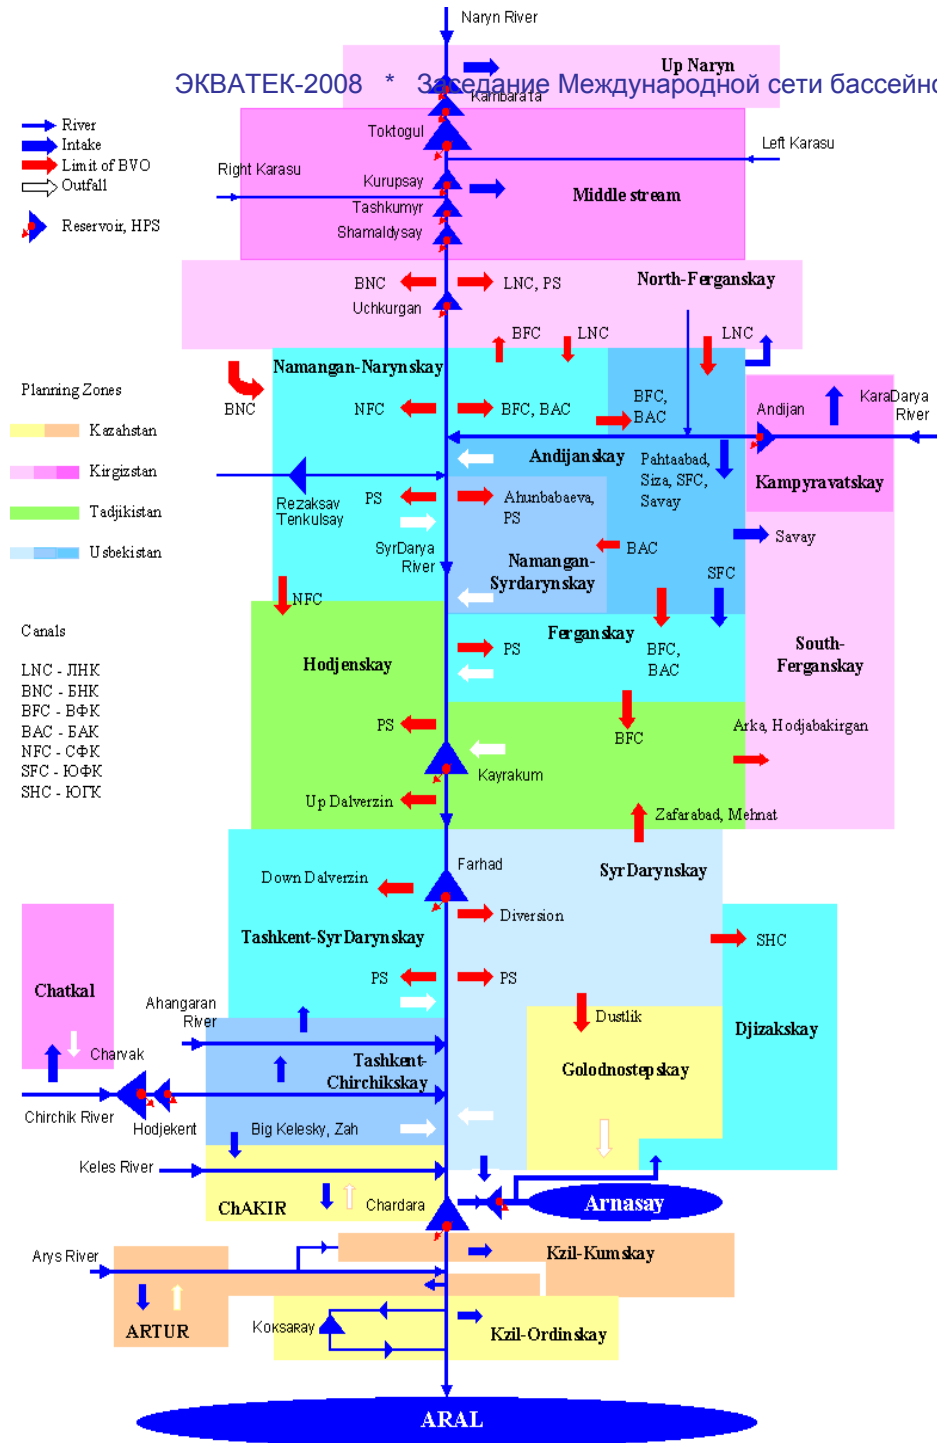 Naryn River
Up Naryn
ЭКВАТЕК-2008 * Заседание Международной сети бассейно
Kambarata
River
Intake
Limit of BVO
Outfall
Reservoir, HPS
Toktogul
Left Karasu
Right Karasu
Kurupsay
Middle stream
Tashkumyr
Shamaldysay
BNC
LNC, PS
North-Ferganskay
Uchkurgan
BFC
LNC
LNC
Namangan-Narynskay
Planning Zones
BNC
NFC
BFC, BAC
BFC,
BAC
Andijan
KaraDarya
River
Kazahstan
Kirgizstan
Tadjikistan
Usbekistan
Andijanskay
Pahtaabad,
Siza, SFC,
Savay
Kampyravatskay
Rezaksav
Tenkulsay
PS
Ahunbabaeva,
PS
Savay
SyrDarya
River
Namangan-
Syrdarynskay
BAC
SFC
NFC
Canals
LNC - ЛНК
BNC - БНК
BFC - ВФК
BAC - БАК
NFC - СФК
SFC - ЮФК
SHC - ЮГК
Hodjenskay
PS
Ferganskay
BFC,
BAC
South-
Ferganskay
PS
BFC
Arka, Hodjabakirgan
Kayrakum
Up Dalverzin
Zafarabad, Mehnat
Farhad
SyrDarynskay
Down Dalverzin
Diversion
Tashkent-SyrDarynskay
SHC
PS
PS
Chatkal
Ahangaran
River
Dustlik
Djizakskay
Charvak
Tashkent-
Chirchikskay
Golodnostepskay
Chirchik River
Hodjekent
Big Kelesky, Zah
Keles River
ChAKIR
Chardara
Arnasay
Arys River
Kzil-Kumskay
ARTUR
Koksaray
Kzil-Ordinskay
ARAL